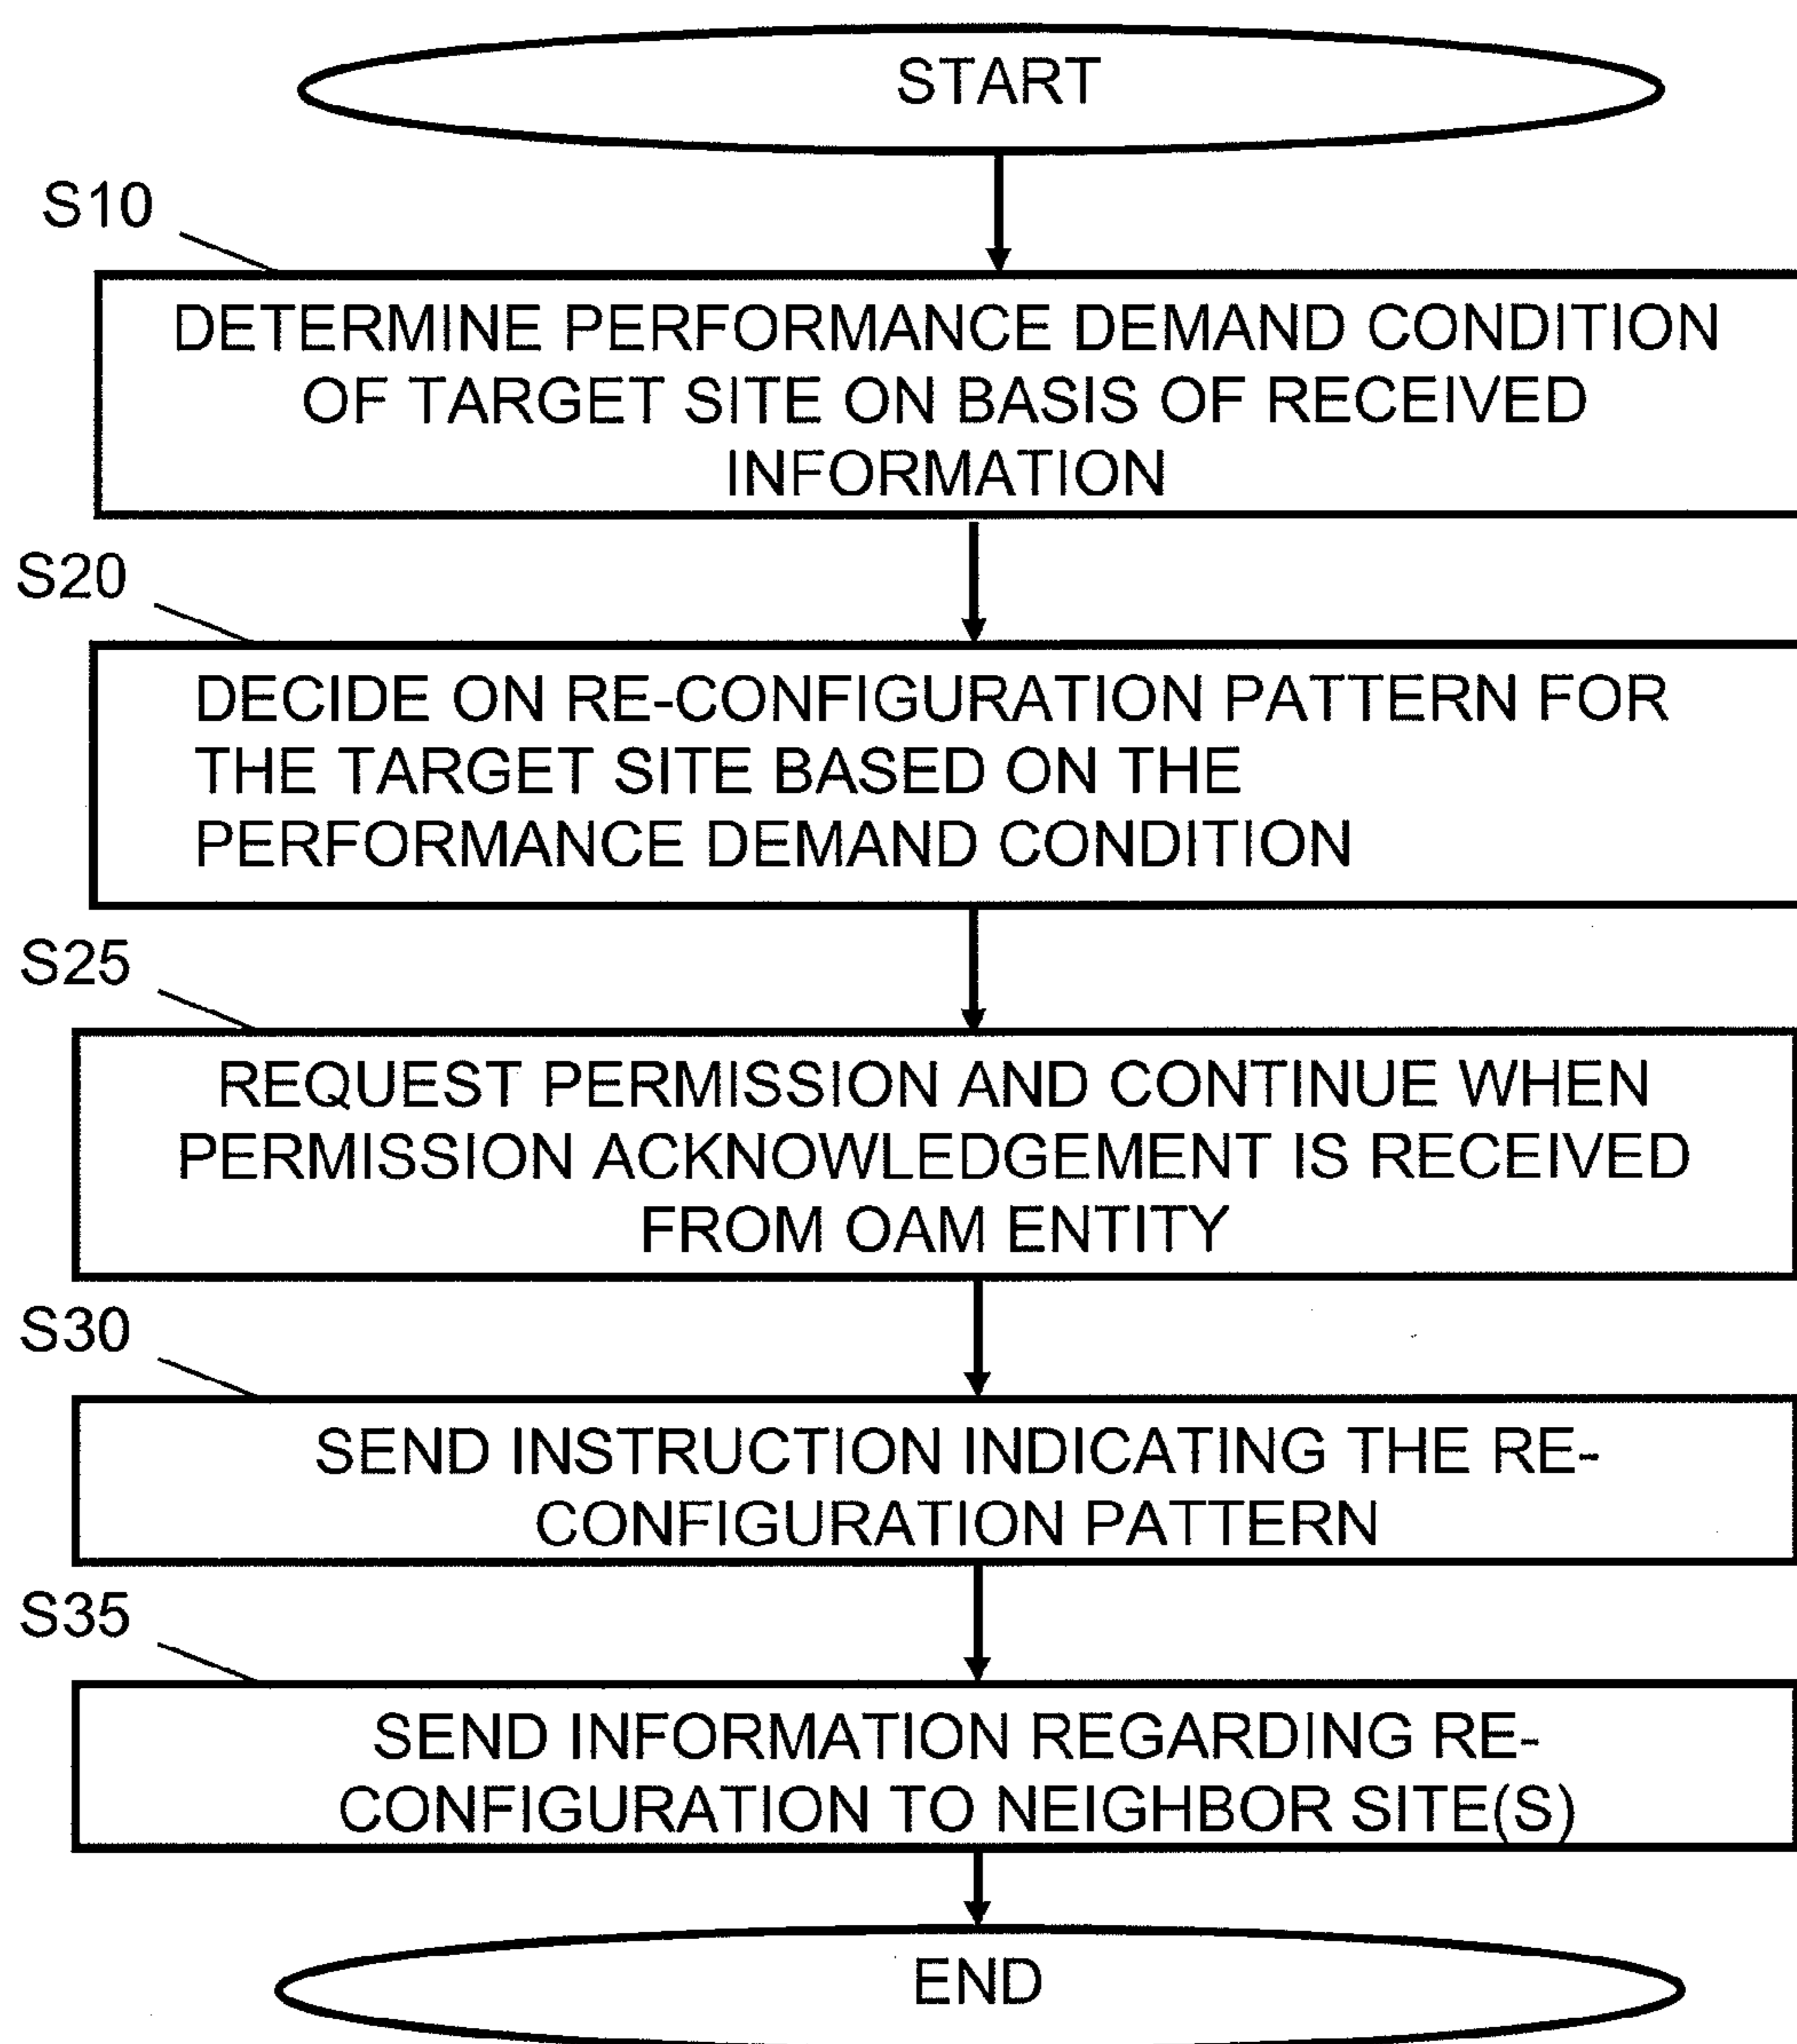 START
S10
DETERMINE PERFORMANCE DEMAND CONDITION
OF TARGET SITE ON BASIS OF RECEIVED
INFORMATION
S20
DECIDE ON RE-CONFIGURATION PATTERN FOR
THE TARGET SITE BASED ON THE
PERFORMANCE DEMAND CONDITION
S25
REQUEST PERMISSION AND CONTINUE WHEN
PERMISSION ACKNOWLEDGEMENT IS RECEIVED
FROM OAM ENTITY
S30
SEND INSTRUCTION INDICATING THE RE-
CONFIGURATION PATTERN
S35
SEND INFORMATION REGARDING RE-
CONFIGURATION TO NEIGHBOR SITE(S)
END